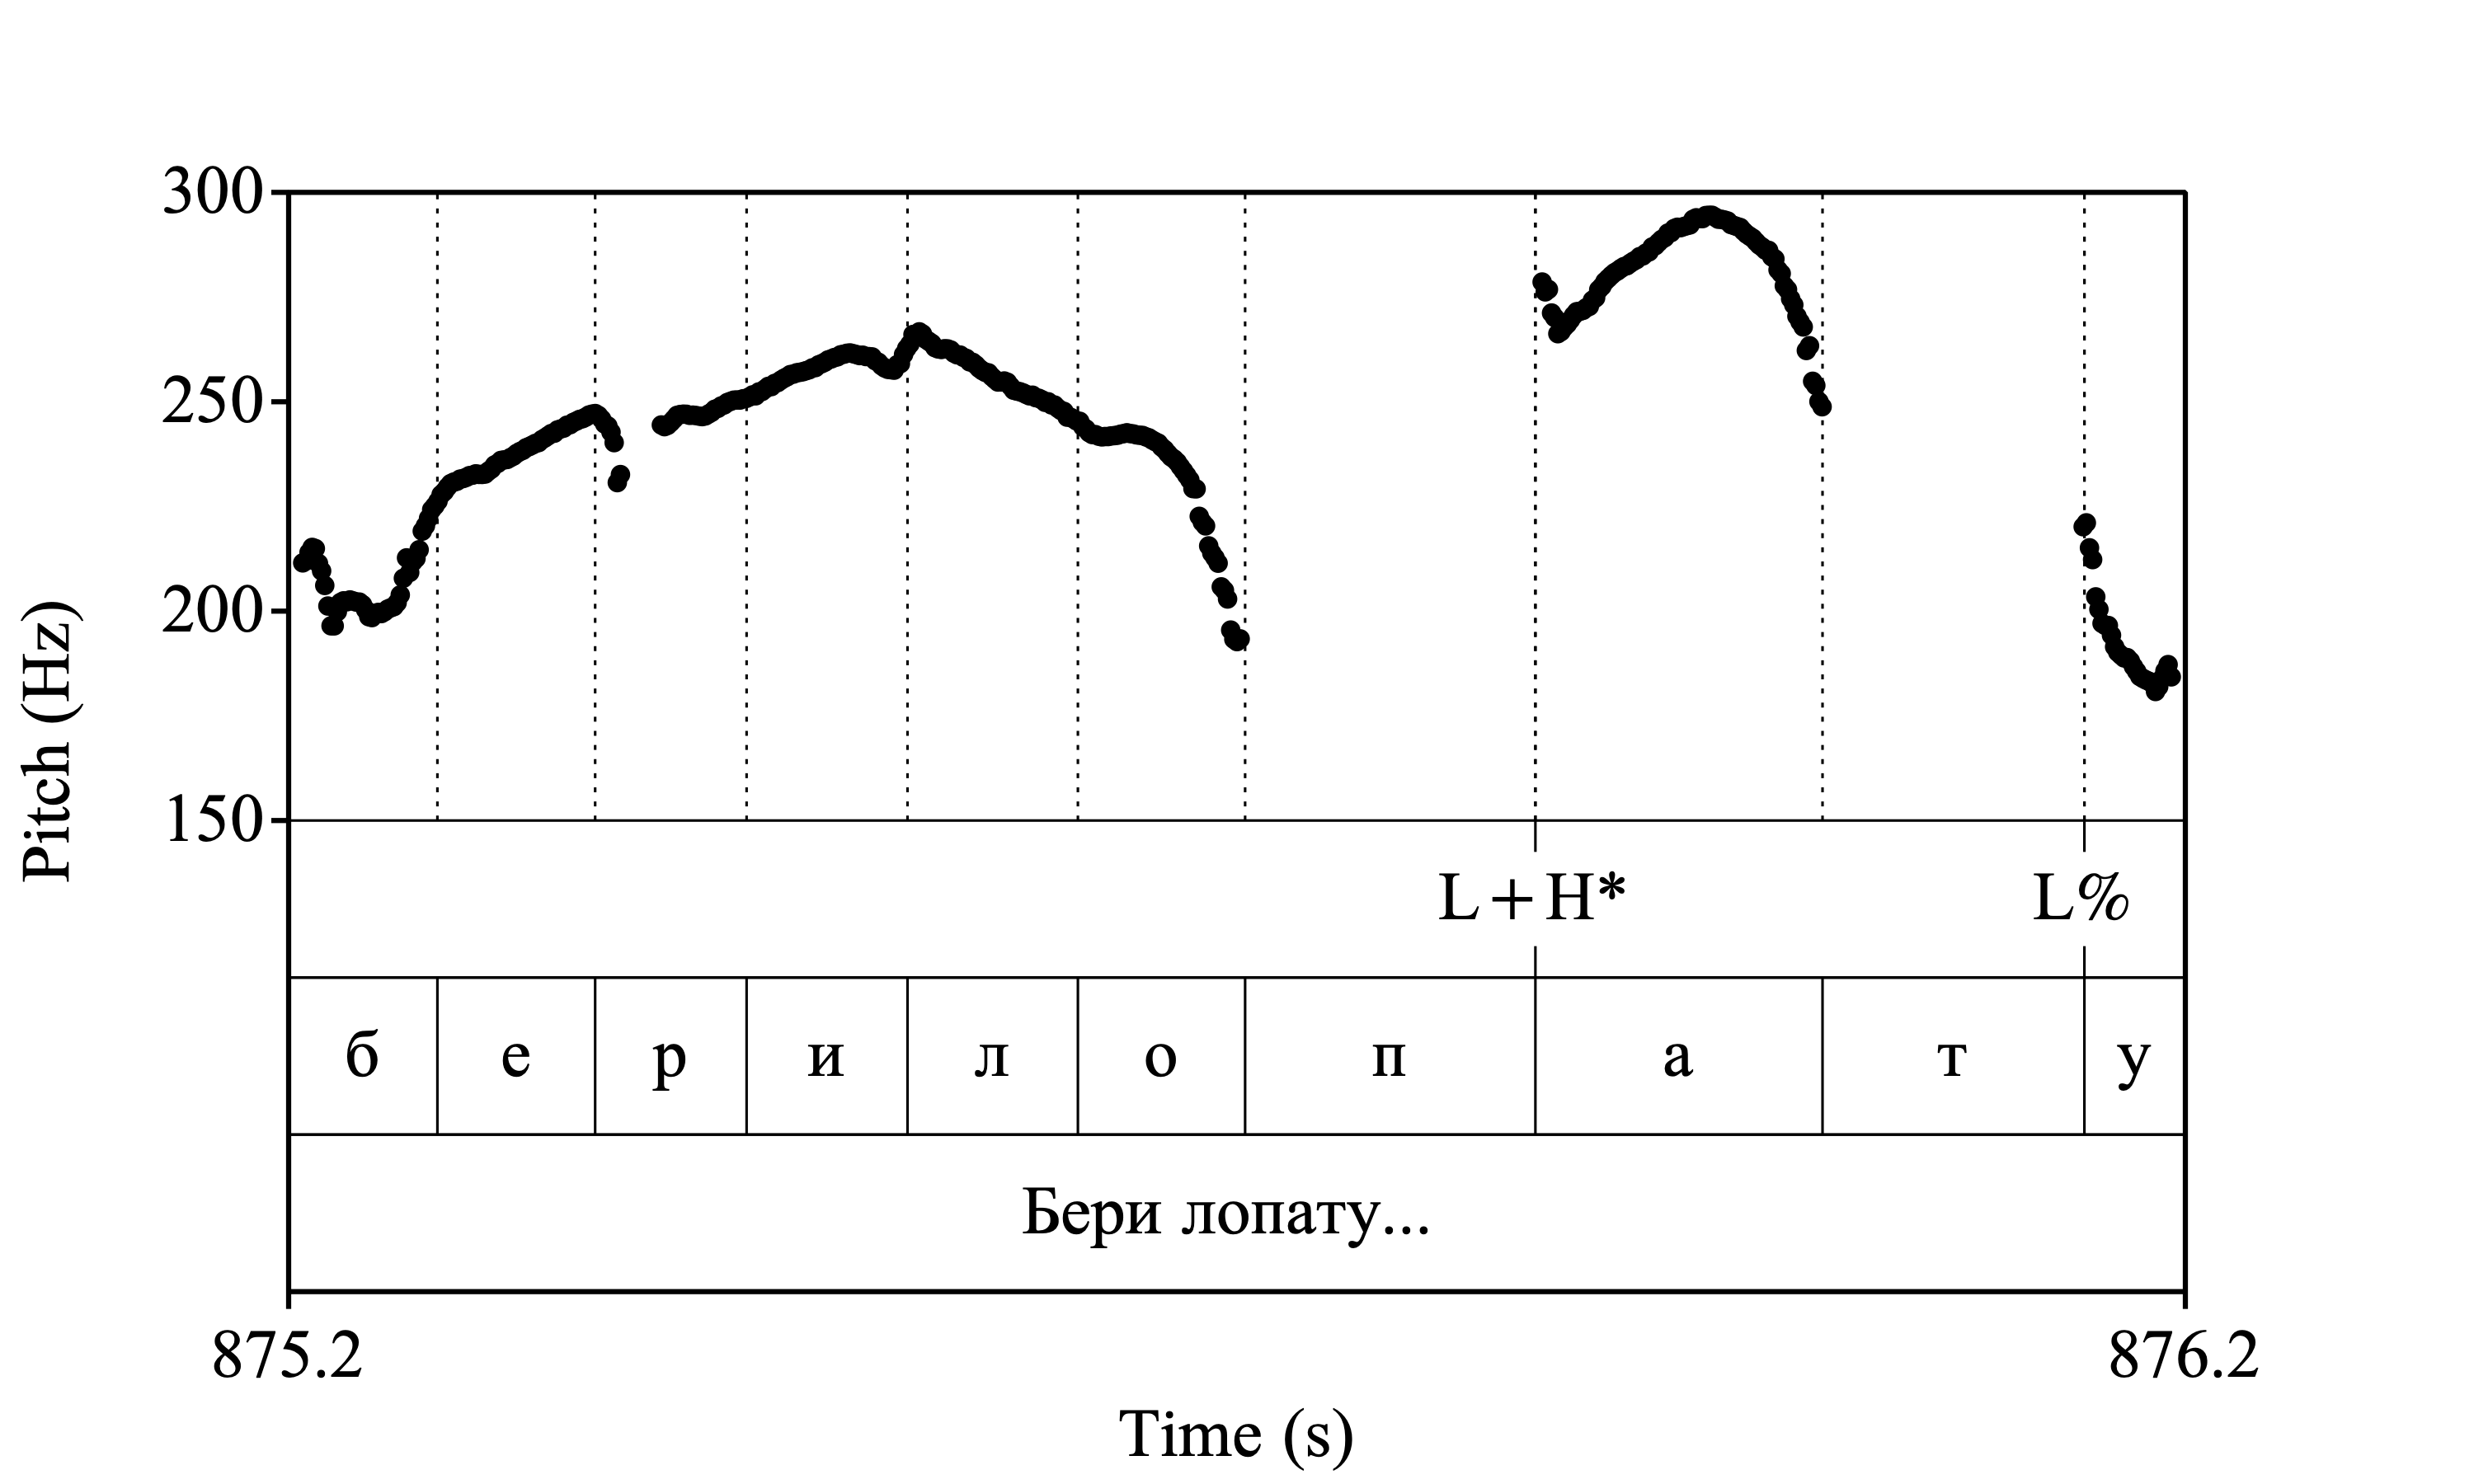 300
250
200
150
Pitch (Hz)
L+H* L%
б е р и л о п а т у
Бери лопату...
875.2 876.2
Time (s)